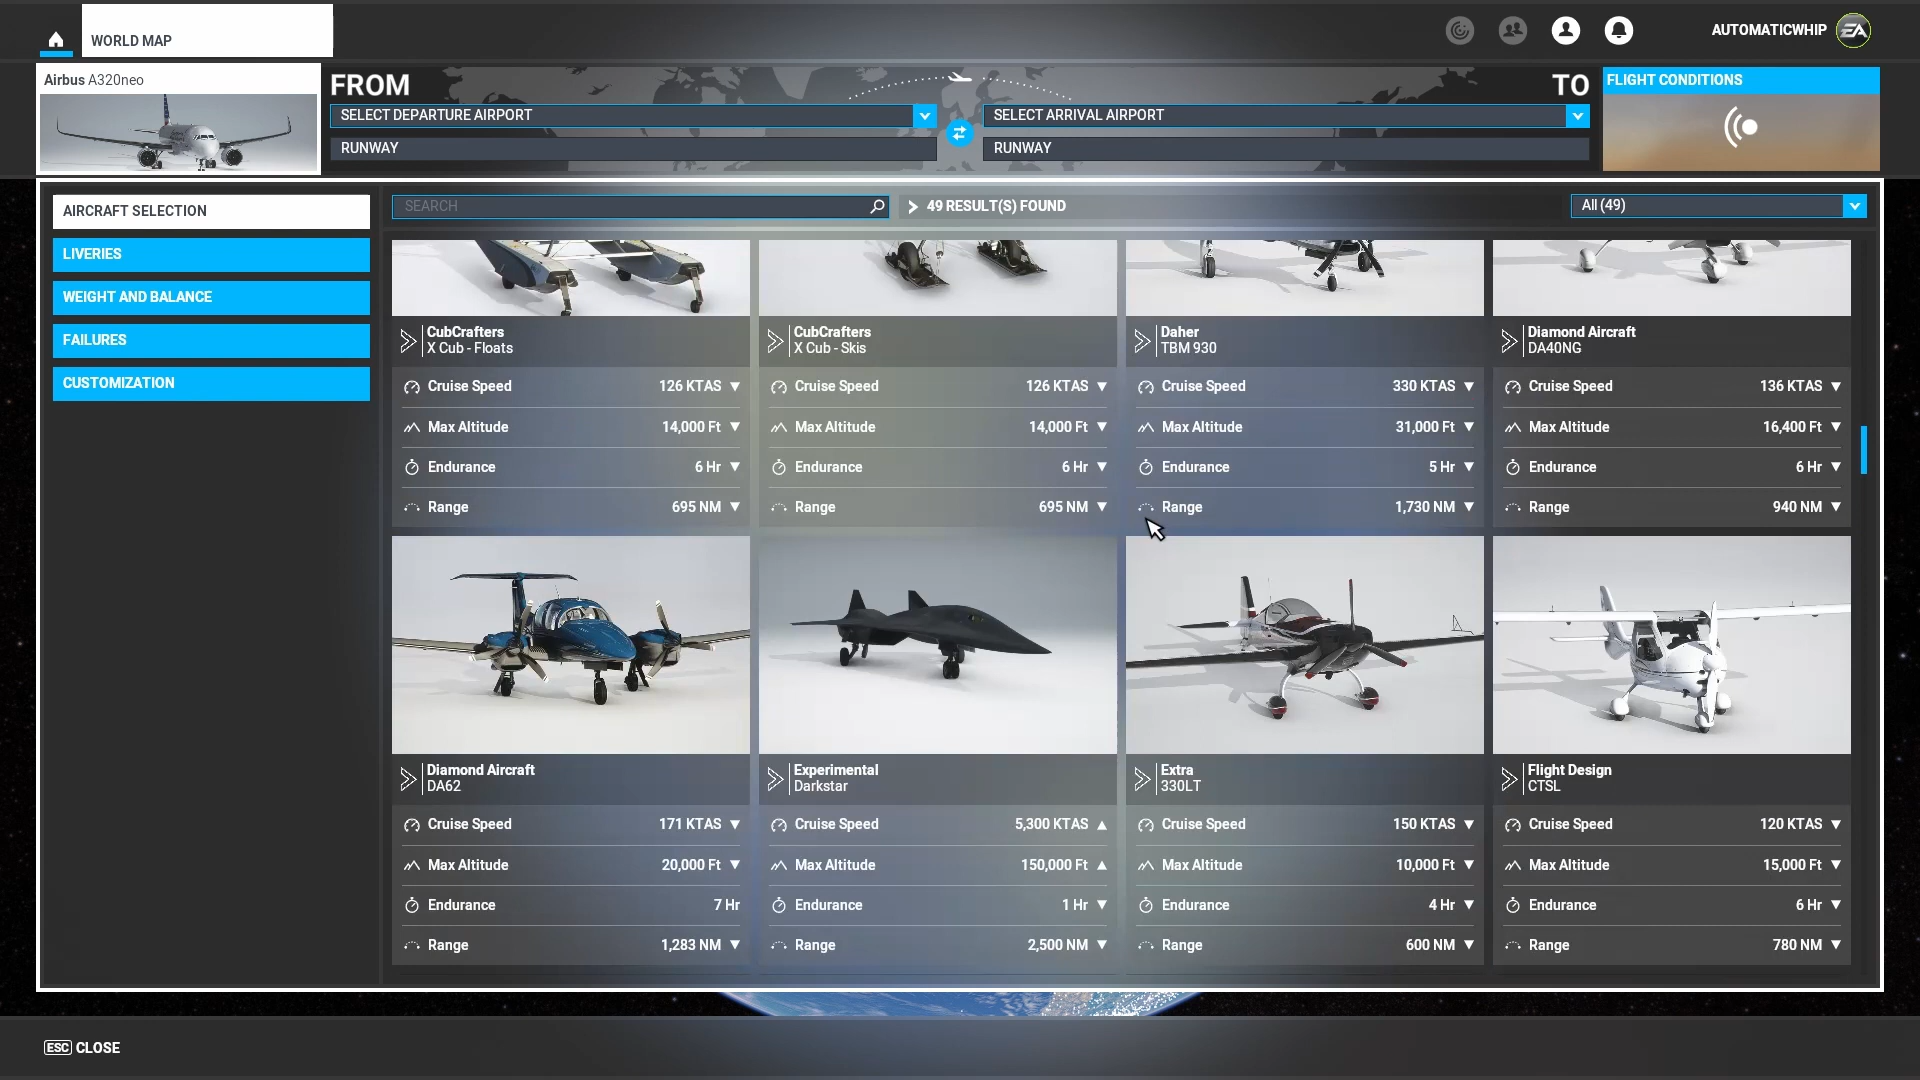 WORLD MAP
AUTOMATICWHIP
EA
Airbus A320neo
FROM
TO
SELECT DEPARTURE AIRPORT
SELECT ARRIVAL AIRPORT
RUNWAY
RUNWAY
FLIGHT CONDITIONS
AIRCRAFT SELECTION
LIVERIES
WEIGHT AND BALANCE
FAILURES
CUSTOMIZATION
SEARCH
49 RESULT(S) FOUND
All (49)
CubCrafters
X Cub - Floats
Cruise Speed 126 KTAS
Max Altitude 14,000 Ft
Endurance 6 Hr
Range 695 NM
CubCrafters
X Cub - Skis
Cruise Speed 126 KTAS
Max Altitude 14,000 Ft
Endurance 6 Hr
Range 695 NM
Daher
TBM 930
Cruise Speed 330 KTAS
Max Altitude 31,000 Ft
Endurance 5 Hr
Range 1,730 NM
Diamond Aircraft
DA40NG
Cruise Speed 136 KTAS
Max Altitude 16,400 Ft
Endurance 6 Hr
Range 940 NM
Diamond Aircraft
DA62
Cruise Speed 171 KTAS
Max Altitude 20,000 Ft
Endurance 7 Hr
Range 1,283 NM
Experimental
Darkstar
Cruise Speed 5,300 KTAS
Max Altitude 150,000 Ft
Endurance 1 Hr
Range 2,500 NM
Extra
330LT
Cruise Speed 150 KTAS
Max Altitude 10,000 Ft
Endurance 4 Hr
Range 600 NM
Flight Design
CTSL
Cruise Speed 120 KTAS
Max Altitude 15,000 Ft
Endurance 6 Hr
Range 780 NM
ESC CLOSE